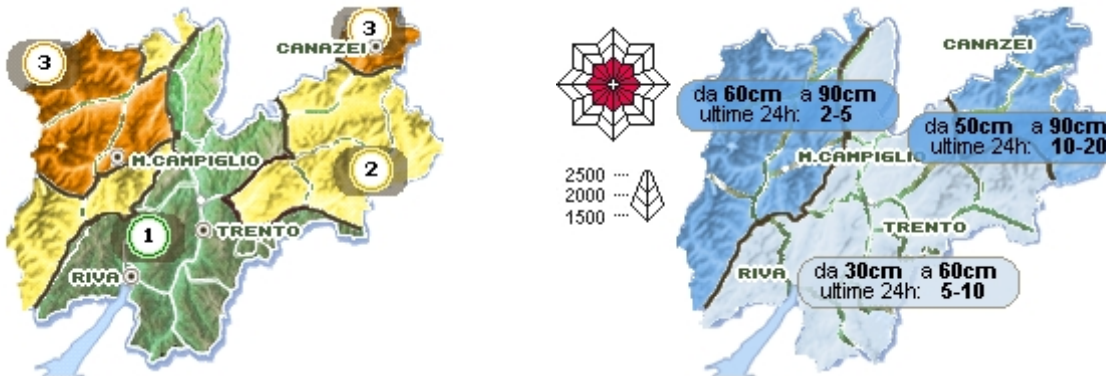 3
CANAZEI
3
M.CAMPIGLIO
2
1
TRENTO
RIVA
CANAZEI
da 60cm a 90cm
ultime 24h: 2-5
da 50cm a 90cm
ultime 24h: 10-20
M.CAMPIGLIO
2500
2000
1500
TRENTO
RIVA
da 30cm a 60cm
ultime 24h: 5-10